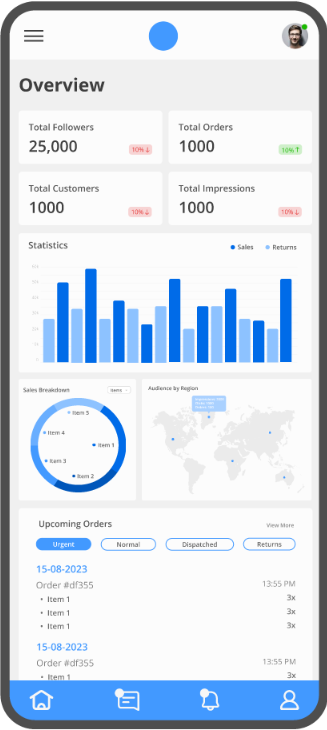 Overview
Total Followers
25,000
10% ↓
Total Orders
1000
10% ↑
Total Customers
1000
10% ↓
Total Impressions
1000
10% ↓
Statistics
Sales
Returns
Sales Breakdown
Items
Item 5
Item 4
Item 1
Item 3
Item 2
Audience by Region
Upcoming Orders
View More
Urgent
Normal
Dispatched
Returns
15-08-2023
Order #df355
13:55 PM
• Item 1
3x
• Item 1
3x
• Item 1
3x
15-08-2023
Order #df355
13:55 PM
• Item 1
3x